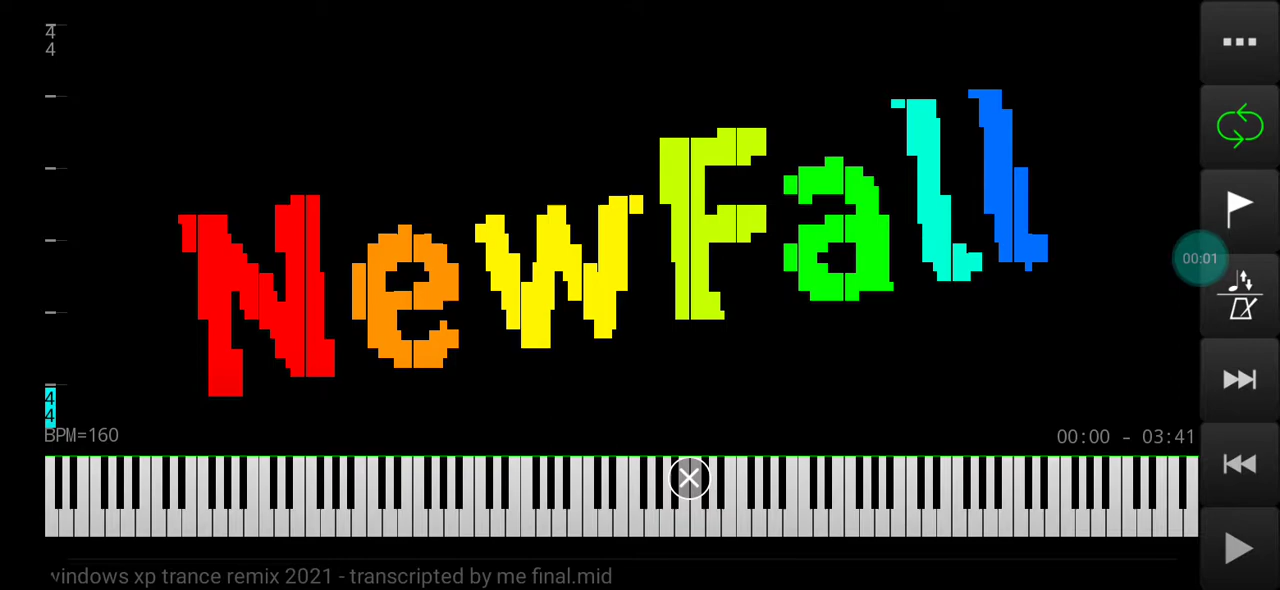 4
4
NewFall
00:01
4
4
BPM=160
00:00 - 03:41
windows xp trance remix 2021 - transcripted by me final.mid